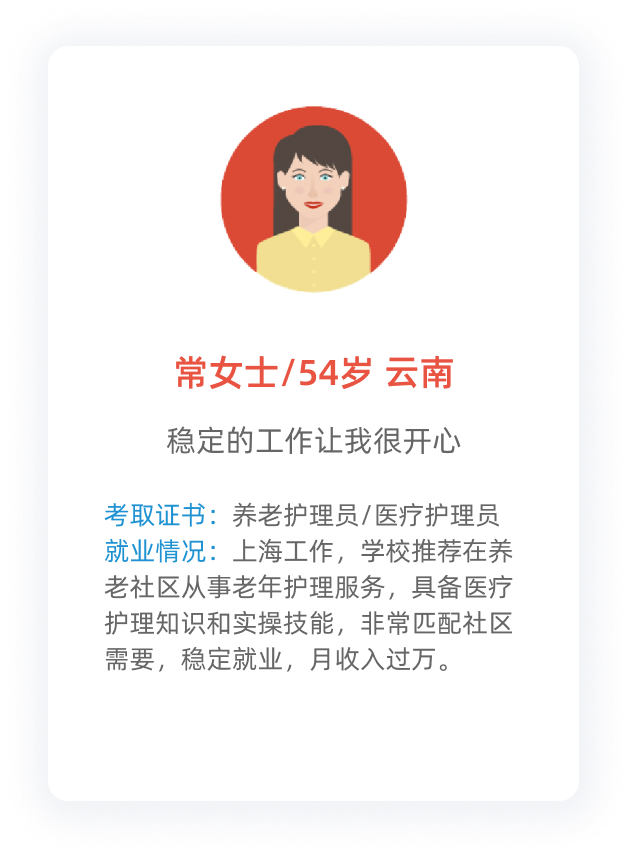 常女士/54岁 云南
稳定的工作让我很开心
考取证书：养老护理员/医疗护理员
就业情况：上海工作，学校推荐在养
老社区从事老年护理服务，具备医疗
护理知识和实操技能，非常匹配社区
需要，稳定就业，月收入过万。